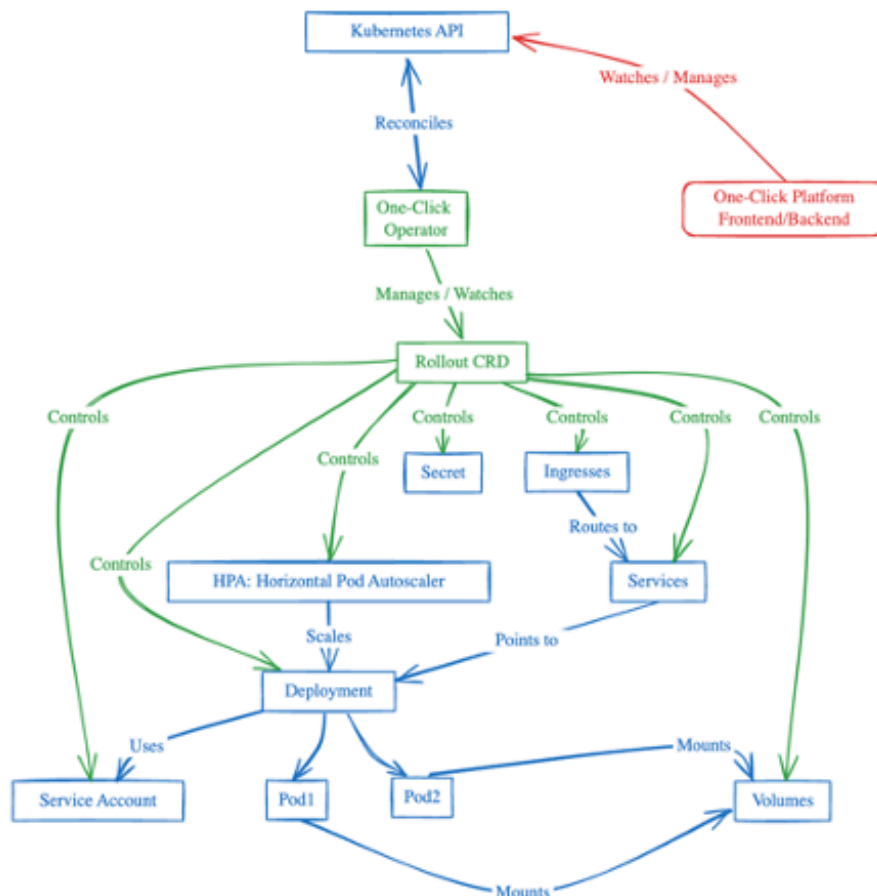 Kubernetes API
Watches / Manages
Reconciles
One-Click Platform
Frontend/Backend
One-Click
Operator
Manages / Watches
Rollout CRD
Controls
Controls
Controls
Controls
Controls
Controls
Secret
Ingresses
Routes to
Controls
HPA: Horizontal Pod Autoscaler
Services
Scales
Points to
Deployment
Uses
Mounts
Service Account
Pod1
Pod2
Volumes
Mounts